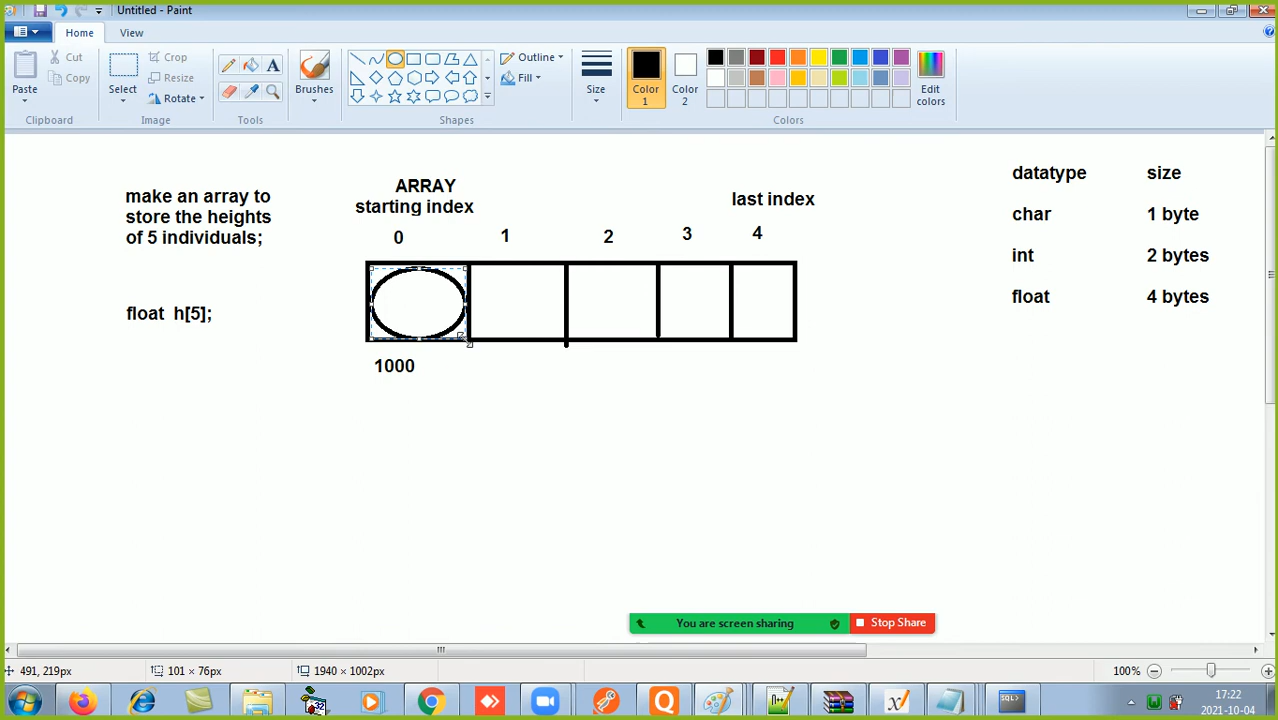 Untitled - Paint
Home
View
Paste
Cut
Copy
Clipboard
Select
Crop
Resize
Rotate
Image
A
Tools
Brushes
Outline
Fill
Shapes
Size
Color 1
Color 2
Edit colors
Colors
make an array to
store the heights
of 5 individuals;
float h[5];
ARRAY
starting index
last index
0 1 2 3 4
1000
datatype size
char 1 byte
int 2 bytes
float 4 bytes
You are screen sharing
Stop Share
491, 219px
101 × 76px
1940 × 1002px
100%
32
Q
n++
X
SQL>
17:22
2021-10-04